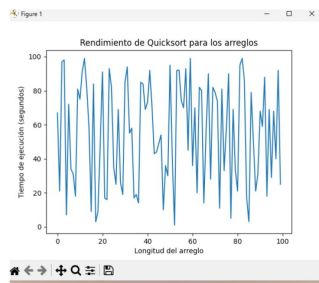 Figure 1
Rendimiento de Quicksort para los arreglos
Tiempo de ejecución (segundos)
100
80
60
40
20
0
0 20 40 60 80 100
Longitud del arreglo